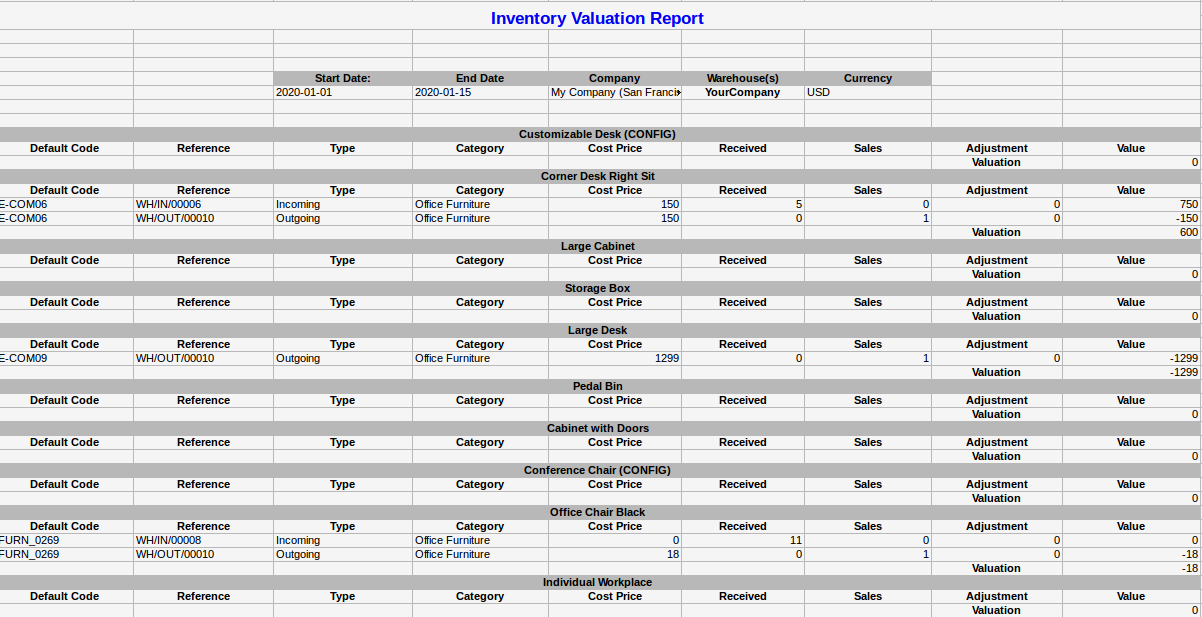 Inventory Valuation Report
Start Date: End Date Company Warehouse(s) Currency
2020-01-01 2020-01-15 My Company (San Franci YourCompany USD
Customizable Desk (CONFIG)
Default Code Reference Type Category Cost Price Received Sales Adjustment Value
Valuation 0
Corner Desk Right Sit
Default Code Reference Type Category Cost Price Received Sales Adjustment Value
E-COM06 WH/IN/00006 Incoming Office Furniture 150 5 0 0 750
E-COM06 WH/OUT/00010 Outgoing Office Furniture 150 0 1 0 -150
Valuation 600
Large Cabinet
Default Code Reference Type Category Cost Price Received Sales Adjustment Value
Valuation 0
Storage Box
Default Code Reference Type Category Cost Price Received Sales Adjustment Value
Valuation 0
Large Desk
Default Code Reference Type Category Cost Price Received Sales Adjustment Value
E-COM09 WH/OUT/00010 Outgoing Office Furniture 1299 0 1 0 -1299
Valuation -1299
Pedal Bin
Default Code Reference Type Category Cost Price Received Sales Adjustment Value
Valuation 0
Cabinet with Doors
Default Code Reference Type Category Cost Price Received Sales Adjustment Value
Valuation 0
Conference Chair (CONFIG)
Default Code Reference Type Category Cost Price Received Sales Adjustment Value
Valuation 0
Office Chair Black
Default Code Reference Type Category Cost Price Received Sales Adjustment Value
FURN_0269 WH/IN/00008 Incoming Office Furniture 0 11 0 0 0
FURN_0269 WH/OUT/00010 Outgoing Office Furniture 18 0 1 0 -18
Valuation -18
Individual Workplace
Default Code Reference Type Category Cost Price Received Sales Adjustment Value
Valuation 0